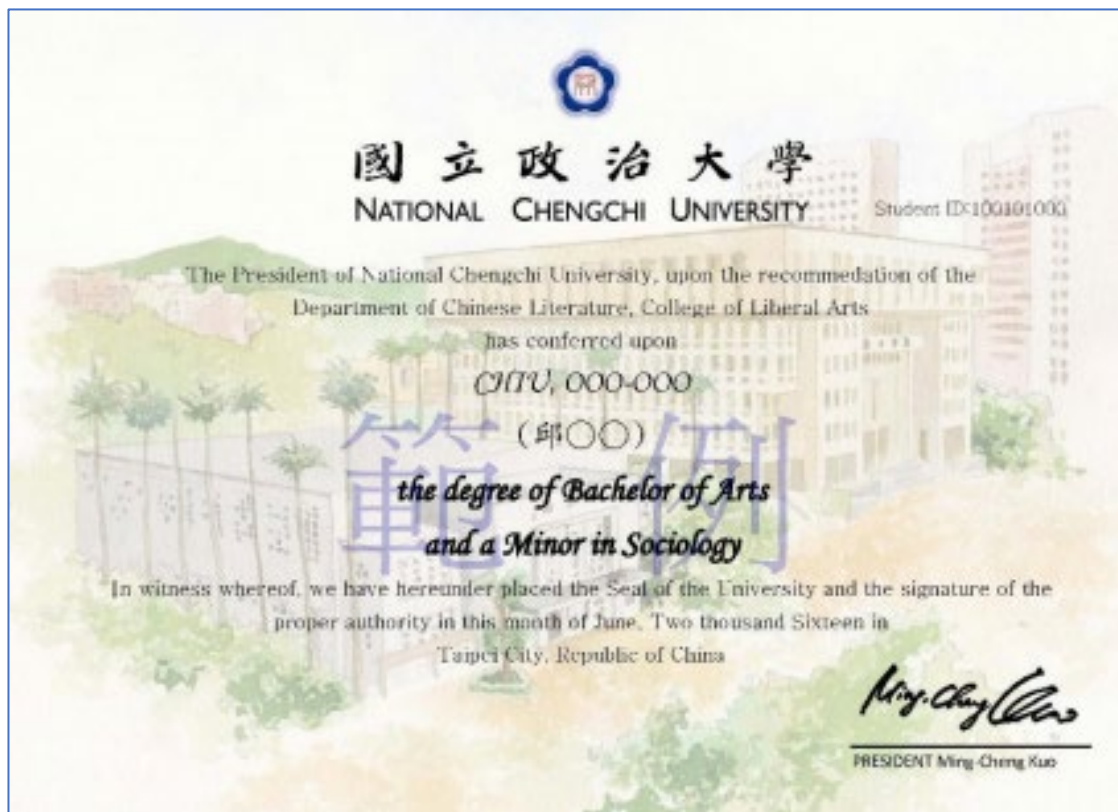 國立政治大學
NATIONAL CHENGCHI UNIVERSITY
Student ID:100101000
The President of National Chengchi University, upon the recommedation of the
Department of Chinese Literature, College of Liberal Arts
has conferred upon
CHIU, OOO-OOO
(邱○○)
範例
the degree of Bachelor of Arts
and a Minor in Sociology
In witness whereof, we have hereunder placed the Seal of the University and the signature of the
proper authority in this month of June, Two thousand Sixteen in
Taipei City, Republic of China
Ming-Cheng Kuo
PRESIDENT Ming-Cheng Kuo